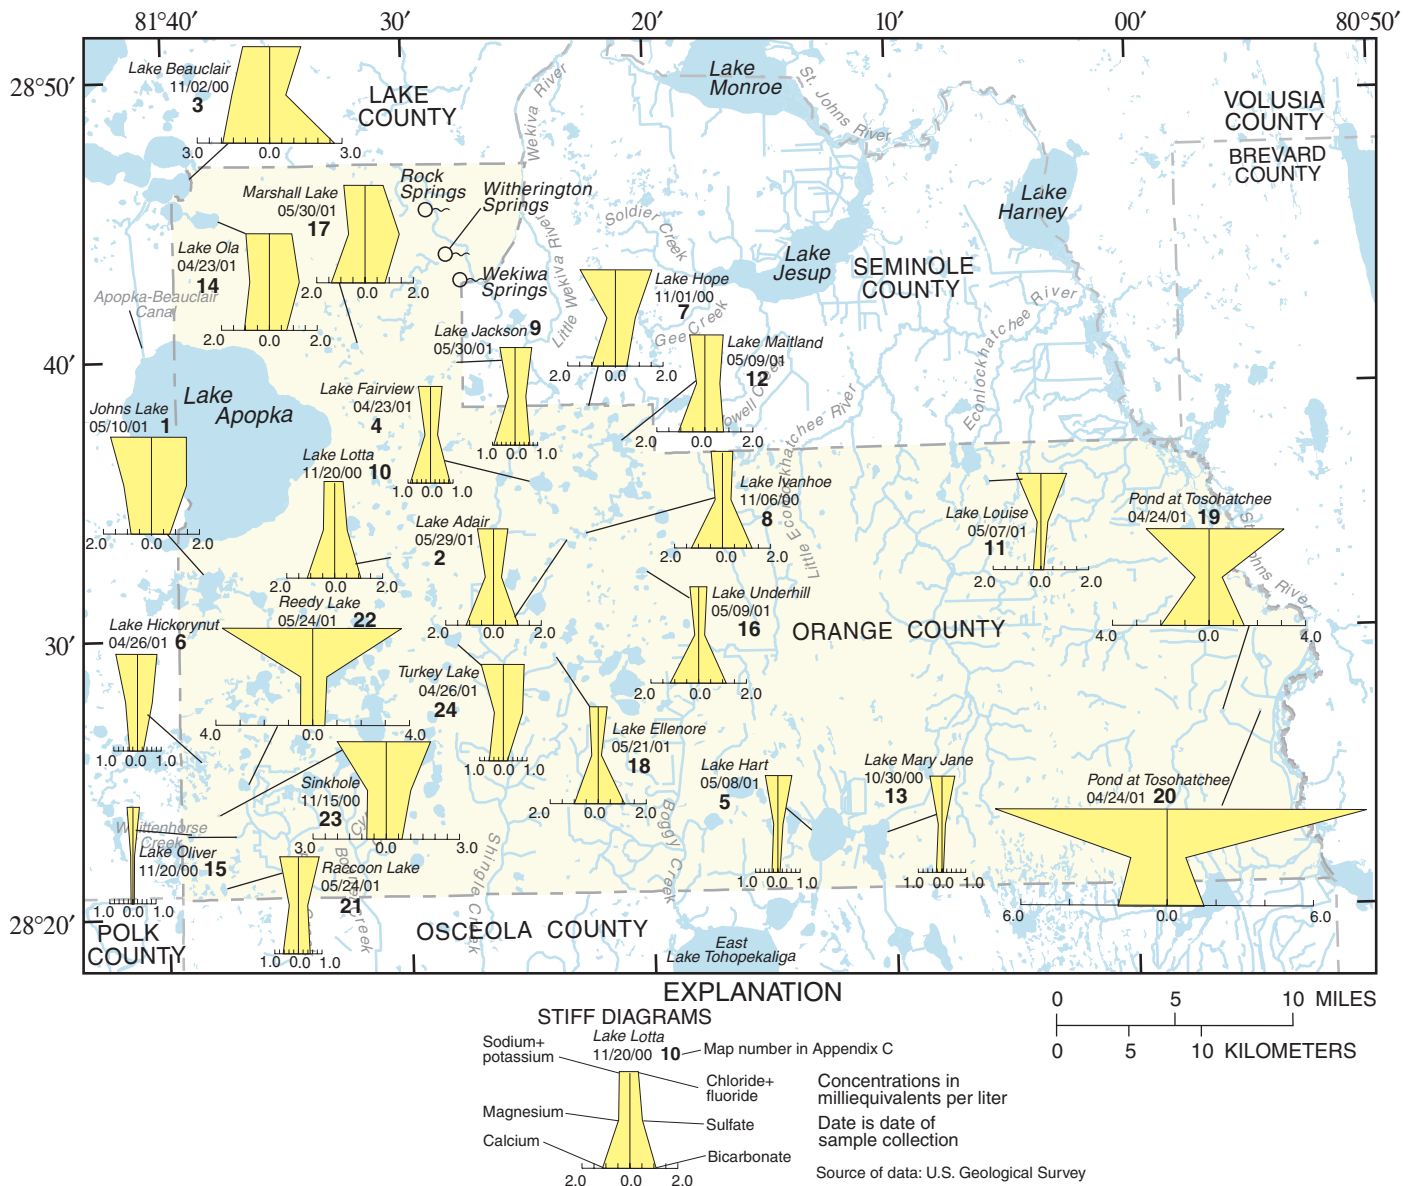 81°40′ 30′ 20′ 10′ 00′ 80°50′
28°50′
40′
30′
28°20′
Lake Beauclair
11/02/00
3
3.0 0.0 3.0
LAKE
COUNTY
Wekiva River
Lake
Monroe
St Johns River
VOLUSIA
COUNTY
BREVARD
COUNTY
Marshall Lake
05/30/01
17
2.0 0.0 2.0
Rock
Springs
Witherington
Springs
Wekiwa
Springs
Lake Ola
04/23/01
14
2.0 0.0 2.0
Apopka-Beauclair
Canal
Little Wekiva River
Soldier Creek
Lake
Jesup
Lake
Harney
SEMINOLE
COUNTY
Lake Hope
11/01/00
7
2.0 0.0 2.0
Gee Creek
Econlockhatchee River
Lake Jackson 9
05/30/01
1.0 0.0 1.0
Lake Maitland
05/09/01
12
2.0 0.0 2.0
Little Econlockhatchee River
Lake
Apopka
Lake Fairview
04/23/01
4
1.0 0.0 1.0
Johns Lake 1
05/10/01
2.0 0.0 2.0
Lake Lotta
11/20/00 10
2.0 0.0 2.0
Lake Ivanhoe
11/06/00
8
2.0 0.0 2.0
Lake Adair
05/29/01
2
2.0 0.0 2.0
Lake Louise
05/07/01
11
2.0 0.0 2.0
Pond at Tosohatchee
04/24/01 19
4.0 0.0 4.0
St Johns River
Reedy Lake
05/24/01 22
4.0 0.0 4.0
Lake Hickorynut
04/26/01 6
1.0 0.0 1.0
Lake Underhill
05/09/01
16
2.0 0.0 2.0
ORANGE COUNTY
Turkey Lake
04/26/01
24
1.0 0.0 1.0
Lake Ellenore
05/21/01
18
2.0 0.0 2.0
Sinkhole
11/15/00
23
3.0 0.0 3.0
Lake Hart
05/08/01
5
1.0 0.0 1.0
Lake Mary Jane
10/30/00
13
1.0 0.0 1.0
Pond at Tosohatchee
04/24/01 20
6.0 0.0 6.0
Whittenhorse
Creek
Lake Oliver
11/20/00 15
1.0 0.0 1.0
Raccoon Lake
05/24/01
21
1.0 0.0 1.0
Shingle Creek
Boggy Creek
POLK
COUNTY
OSCEOLA COUNTY
East
Lake Tohopekaliga
EXPLANATION
STIFF DIAGRAMS
Lake Lotta
11/20/00 10
Map number in Appendix C
Sodium+
potassium
Chloride+
fluoride
Magnesium
Sulfate
Calcium
Bicarbonate
2.0 0.0 2.0
Concentrations in
milliequivalents per liter
Date is date of
sample collection
Source of data: U.S. Geological Survey
0 5 10 MILES
0 5 10 KILOMETERS